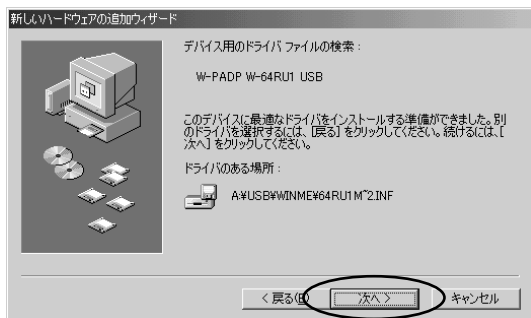 新しいハードウェアの追加ウィザード
デバイス用のドライバ ファイルの検索：
W-PADP W-64RU1 USB
このデバイスに最適なドライバをインストールする準備ができました。別
のドライバを選択するには、[戻る] をクリックしてください。続けるには、[
次へ] をクリックしてください。
ドライバのある場所：
A:¥USB¥WINME¥64RU1M~2.INF
< 戻る(B) 次へ > キャンセル